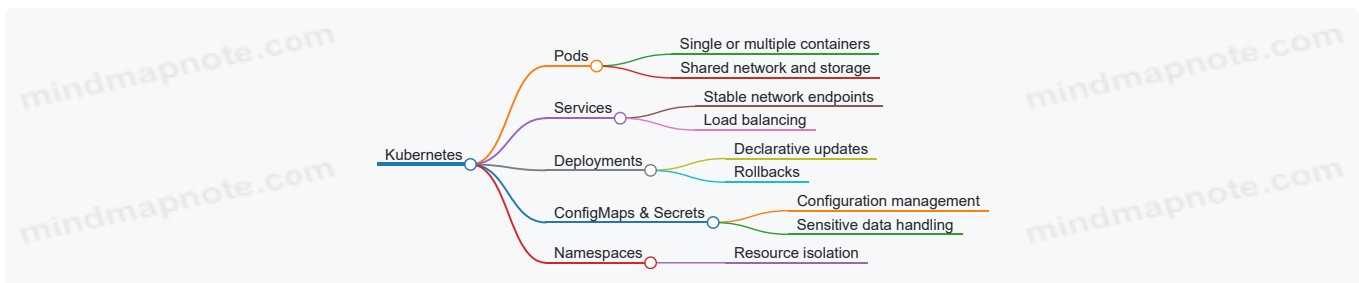 mindmapnote.com
mindmapnote.com
Kubernetes
Pods
Single or multiple containers
Shared network and storage
Services
Stable network endpoints
Load balancing
Deployments
Declarative updates
Rollbacks
ConfigMaps & Secrets
Configuration management
Sensitive data handling
Namespaces
Resource isolation
mindmapnote.com
mindmapnote.com